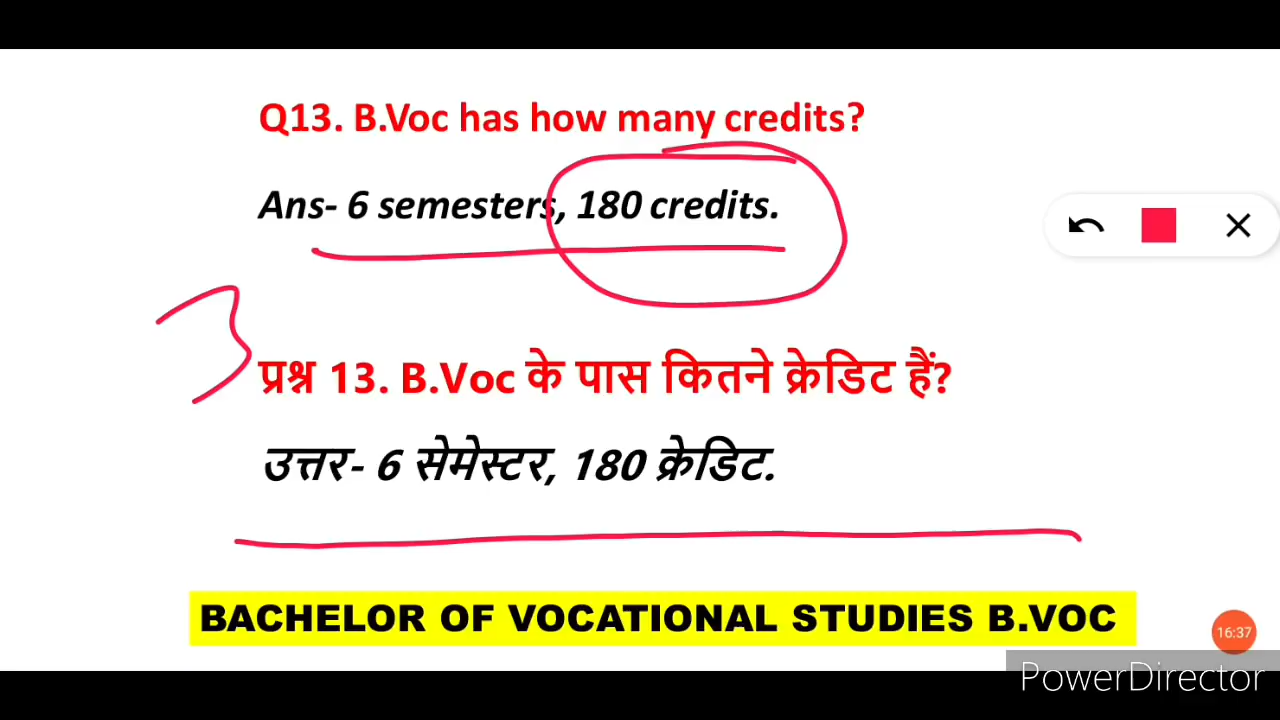 Q13. B.Voc has how many credits?
Ans- 6 semesters, 180 credits.
3
प्रश्न 13. B.Voc के पास कितने क्रेडिट हैं?
उत्तर- 6 सेमेस्टर, 180 क्रेडिट.
BACHELOR OF VOCATIONAL STUDIES B.VOC
16:37
PowerDirector